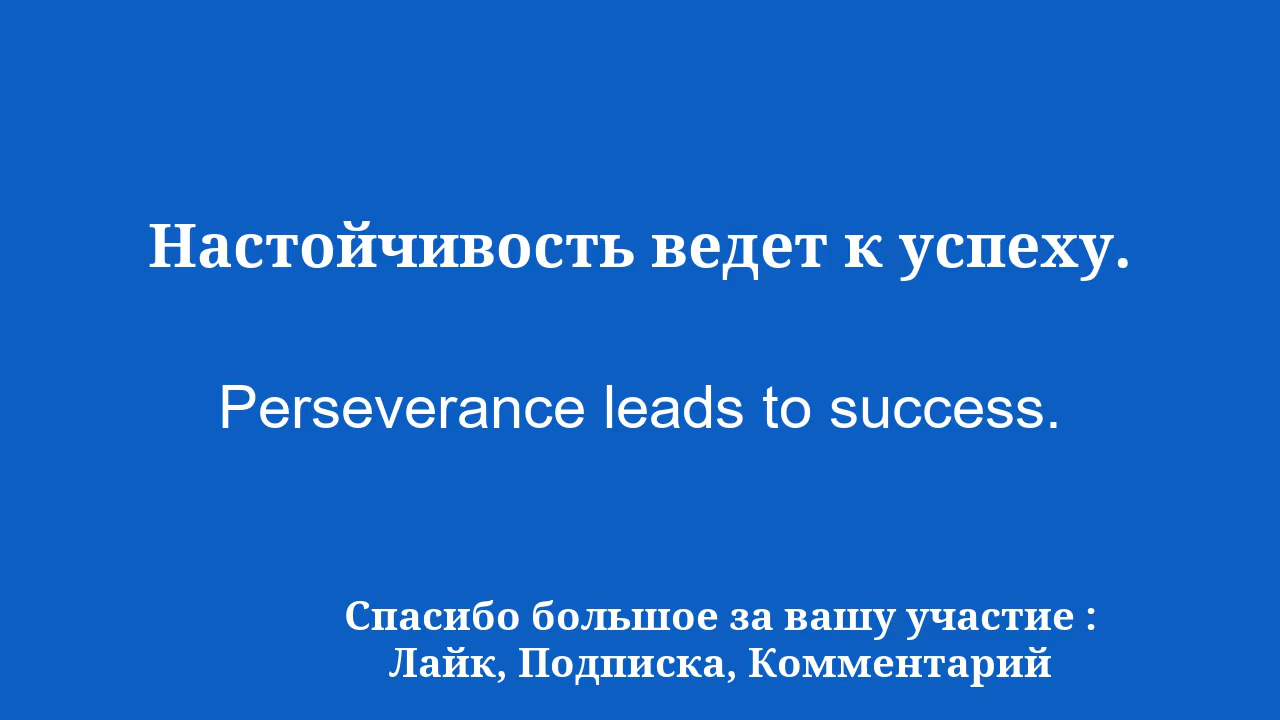 Настойчивость ведет к успеху.
Perseverance leads to success.
Спасибо большое за вашу участие :
Лайк, Подписка, Комментарий